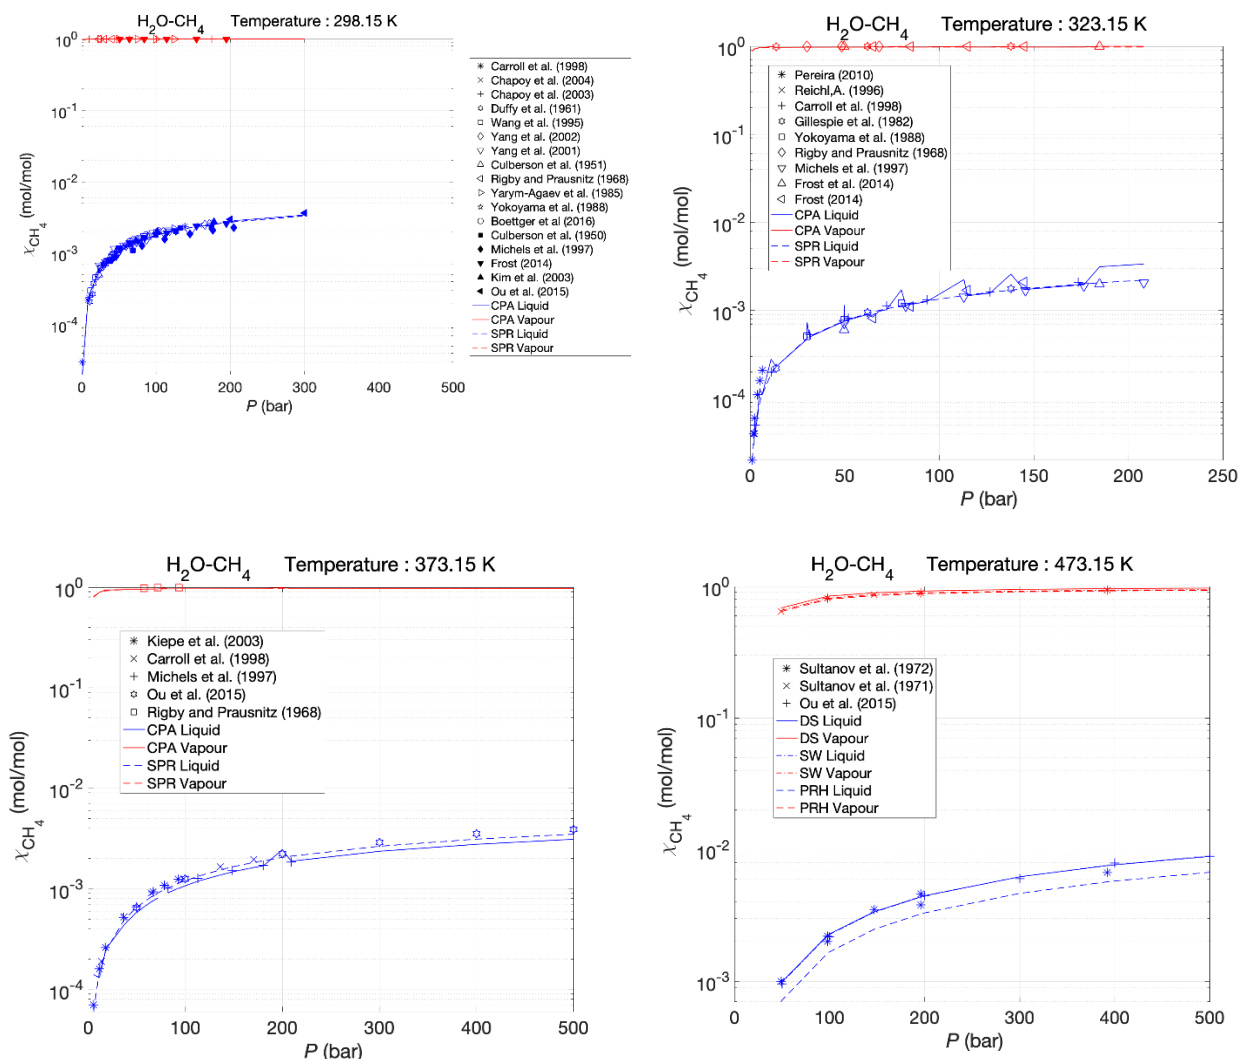 H2O-CH4 Temperature : 298.15 K
10^0
10^-1
10^-2
10^-3
10^-4
χCH4 (mol/mol)
0 100 200 300 400 500
P (bar)
Carroll et al. (1998)
Chapoy et al. (2004)
Chapoy et al. (2003)
Duffy et al. (1961)
Wang et al. (1995)
Yang et al. (2002)
Yang et al. (2001)
Culberson et al. (1951)
Rigby and Prausnitz (1968)
Yarym-Agaev et al. (1985)
Yokoyama et al. (1988)
Boettger et al (2016)
Culberson et al. (1950)
Michels et al. (1997)
Frost (2014)
Kim et al. (2003)
Ou et al. (2015)
CPA Liquid
CPA Vapour
SPR Liquid
SPR Vapour
H2O-CH4 Temperature : 323.15 K
10^0
10^-1
10^-2
10^-3
10^-4
χCH4 (mol/mol)
Pereira (2010)
Reichl,A. (1996)
Carroll et al. (1998)
Gillespie et al. (1982)
Yokoyama et al. (1988)
Rigby and Prausnitz (1968)
Michels et al. (1997)
Frost et al. (2014)
Frost (2014)
CPA Liquid
CPA Vapour
SPR Liquid
SPR Vapour
0 50 100 150 200 250
P (bar)
H2O-CH4 Temperature : 373.15 K
10^0
10^-1
10^-2
10^-3
10^-4
χCH4 (mol/mol)
Kiepe et al. (2003)
Carroll et al. (1998)
Michels et al. (1997)
Ou et al. (2015)
Rigby and Prausnitz (1968)
CPA Liquid
CPA Vapour
SPR Liquid
SPR Vapour
0 100 200 300 400 500
P (bar)
H2O-CH4 Temperature : 473.15 K
10^0
10^-1
10^-2
10^-3
χCH4 (mol/mol)
Sultanov et al. (1972)
Sultanov et al. (1971)
Ou et al. (2015)
DS Liquid
DS Vapour
SW Liquid
SW Vapour
PRH Liquid
PRH Vapour
0 100 200 300 400 500
P (bar)